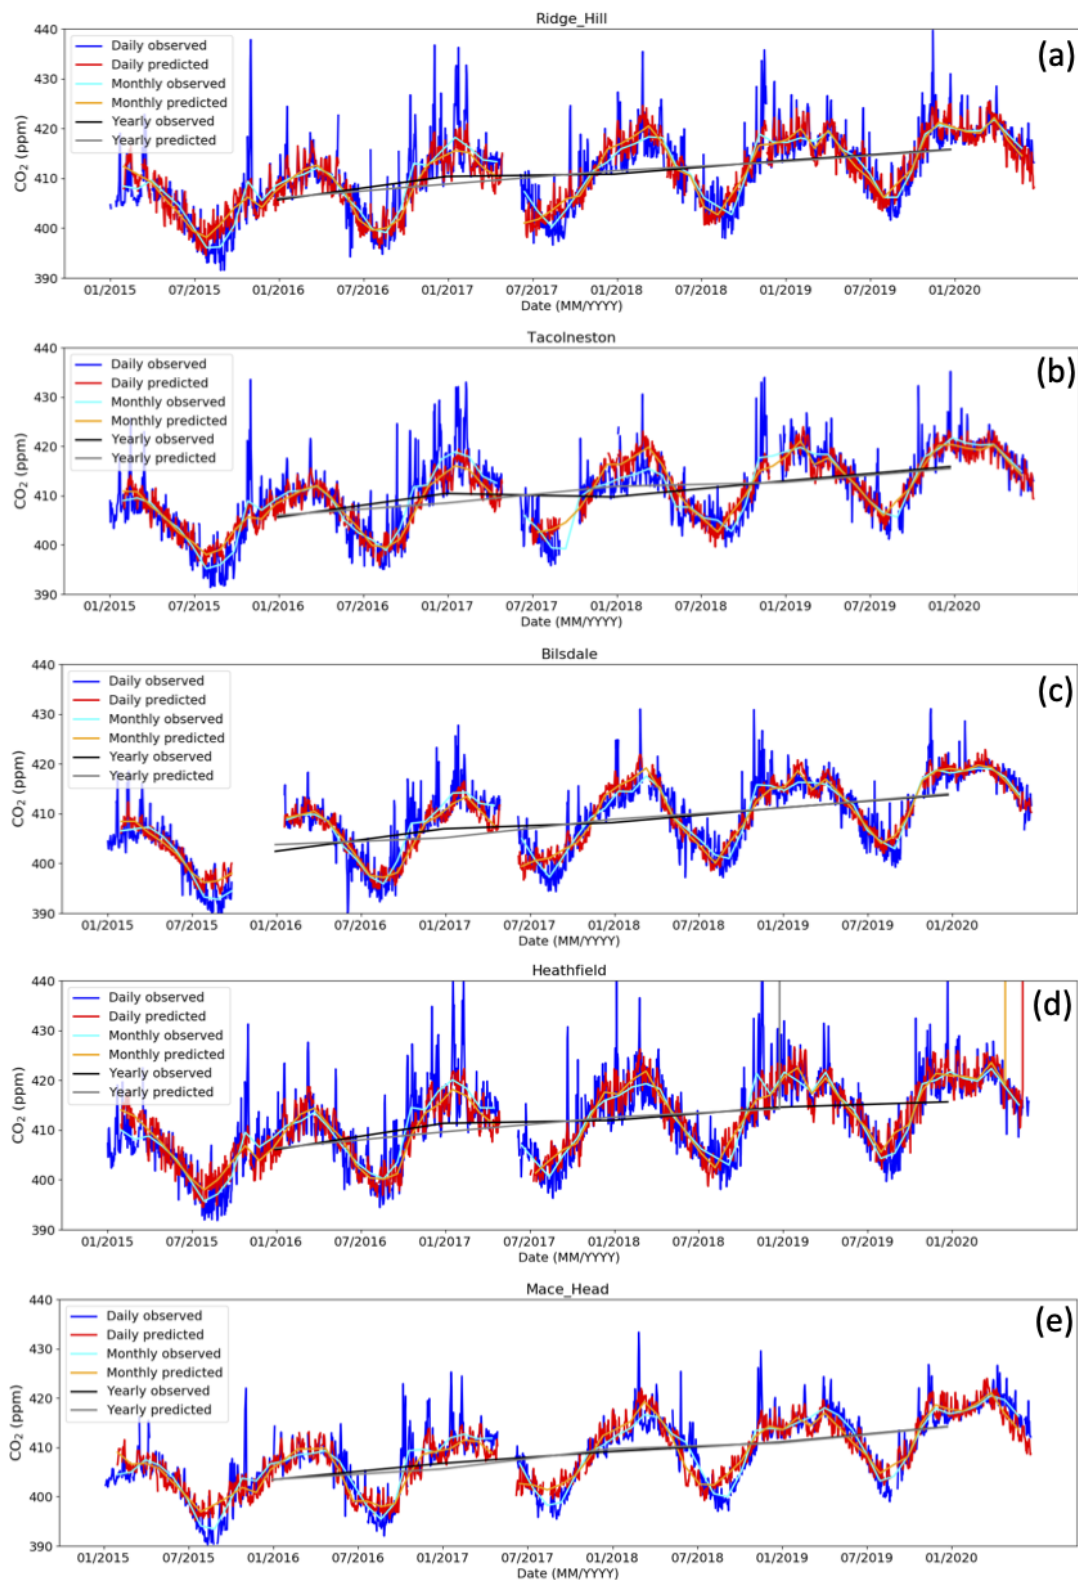 Ridge_Hill
(a)
440
430
420
410
400
390
CO2 (ppm)
Daily observed
Daily predicted
Monthly observed
Monthly predicted
Yearly observed
Yearly predicted
01/2015 07/2015 01/2016 07/2016 01/2017 07/2017 01/2018 07/2018 01/2019 07/2019 01/2020
Date (MM/YYYY)
Tacolneston
(b)
440
430
420
410
400
390
CO2 (ppm)
Daily observed
Daily predicted
Monthly observed
Monthly predicted
Yearly observed
Yearly predicted
01/2015 07/2015 01/2016 07/2016 01/2017 07/2017 01/2018 07/2018 01/2019 07/2019 01/2020
Date (MM/YYYY)
Bilsdale
(c)
440
430
420
410
400
390
CO2 (ppm)
Daily observed
Daily predicted
Monthly observed
Monthly predicted
Yearly observed
Yearly predicted
01/2015 07/2015 01/2016 07/2016 01/2017 07/2017 01/2018 07/2018 01/2019 07/2019 01/2020
Date (MM/YYYY)
Heathfield
(d)
440
430
420
410
400
390
CO2 (ppm)
Daily observed
Daily predicted
Monthly observed
Monthly predicted
Yearly observed
Yearly predicted
01/2015 07/2015 01/2016 07/2016 01/2017 07/2017 01/2018 07/2018 01/2019 07/2019 01/2020
Date (MM/YYYY)
Mace_Head
(e)
440
430
420
410
400
390
CO2 (ppm)
Daily observed
Daily predicted
Monthly observed
Monthly predicted
Yearly observed
Yearly predicted
01/2015 07/2015 01/2016 07/2016 01/2017 07/2017 01/2018 07/2018 01/2019 07/2019 01/2020
Date (MM/YYYY)